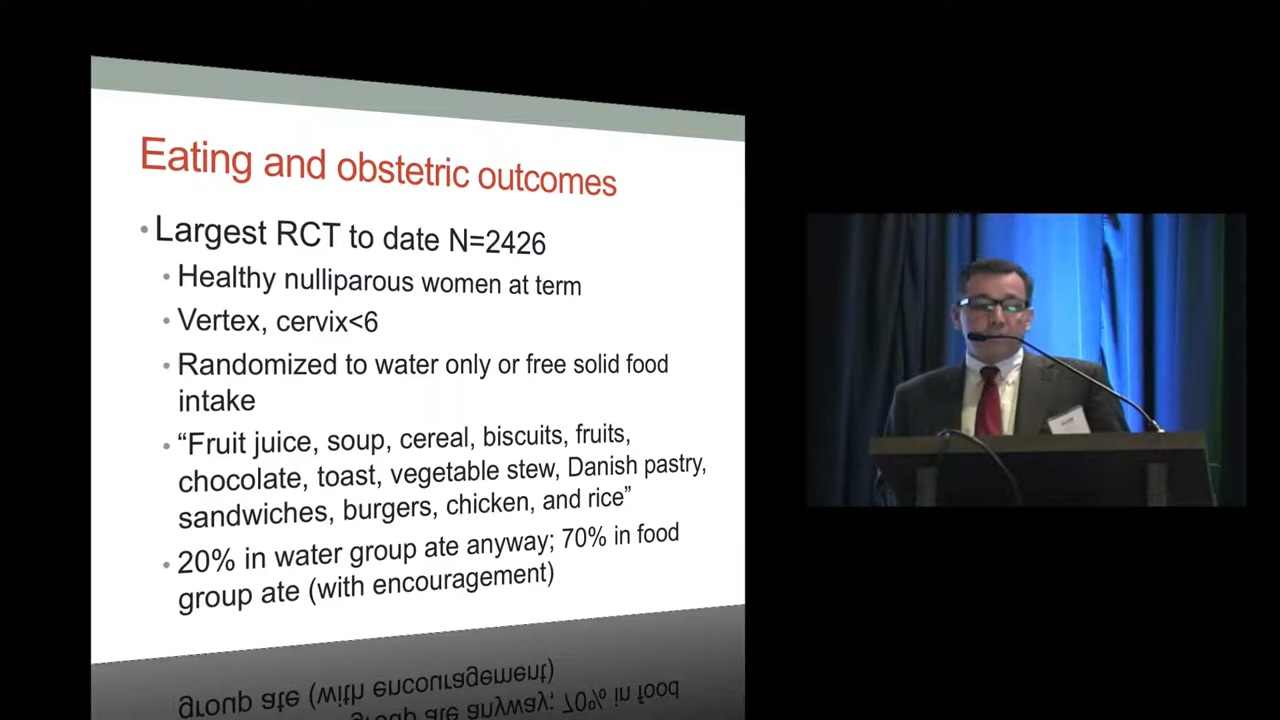 Eating and obstetric outcomes
• Largest RCT to date N=2426
• Healthy nulliparous women at term
• Vertex, cervix<6
• Randomized to water only or free solid food
intake
• “Fruit juice, soup, cereal, biscuits, fruits,
chocolate, toast, vegetable stew, Danish pastry,
sandwiches, burgers, chicken, and rice”
• 20% in water group ate anyway; 70% in food
group ate (with encouragement)